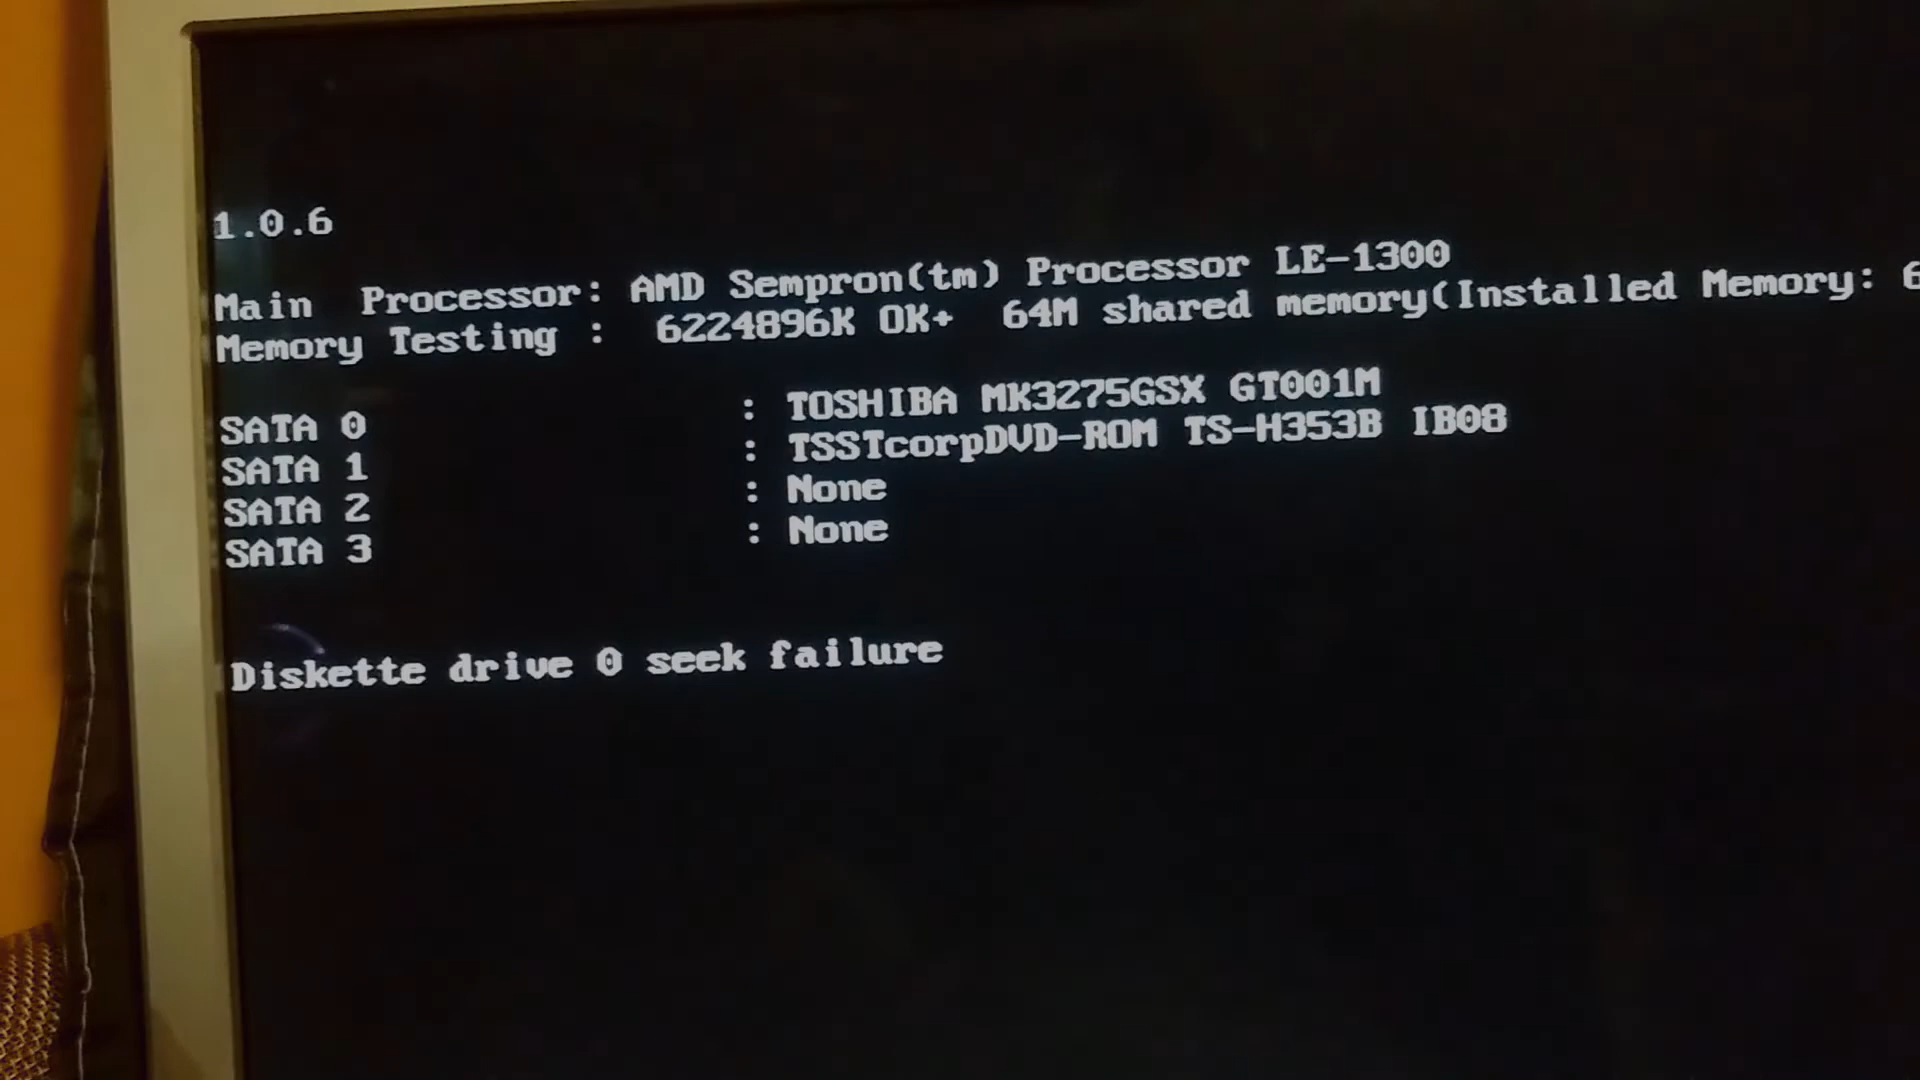 1.0.6
Main Processor: AMD Sempron(tm) Processor LE-1300
Memory Testing : 6224896K OK+ 64M shared memory(Installed Memory: 6
SATA 0 : TOSHIBA MK3275GSX GT001M
SATA 1 : TSSTcorpDVD-ROM TS-H353B IB08
SATA 2 : None
SATA 3 : None
Diskette drive 0 seek failure